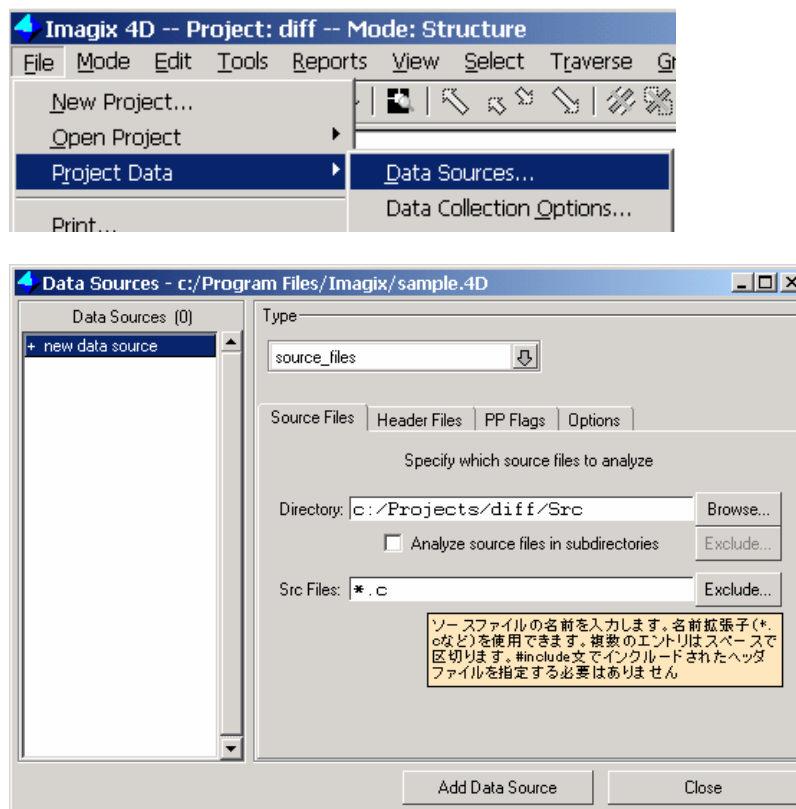 Imagix 4D -- Project: diff -- Mode: Structure
File Mode Edit Tools Reports View Select Traverse
New Project...
Open Project
Project Data
Data Sources...
Data Collection Options...
Print...
Data Sources - c:/Program Files/Imagix/sample.4D
Data Sources (0)
+ new data source
Type
source_files
Source Files Header Files PP Flags Options
Specify which source files to analyze
Directory: c:/Projects/diff/Src Browse...
Analyze source files in subdirectories Exclude...
Src Files: *.c Exclude...
ソースファイルの名前を入力します。名前拡張子(*.
cなど)を使用できます。複数のエントリはスペースで
区切ります。#include文でインクルードされたヘッダ
ファイルを指定する必要はありません
Add Data Source Close